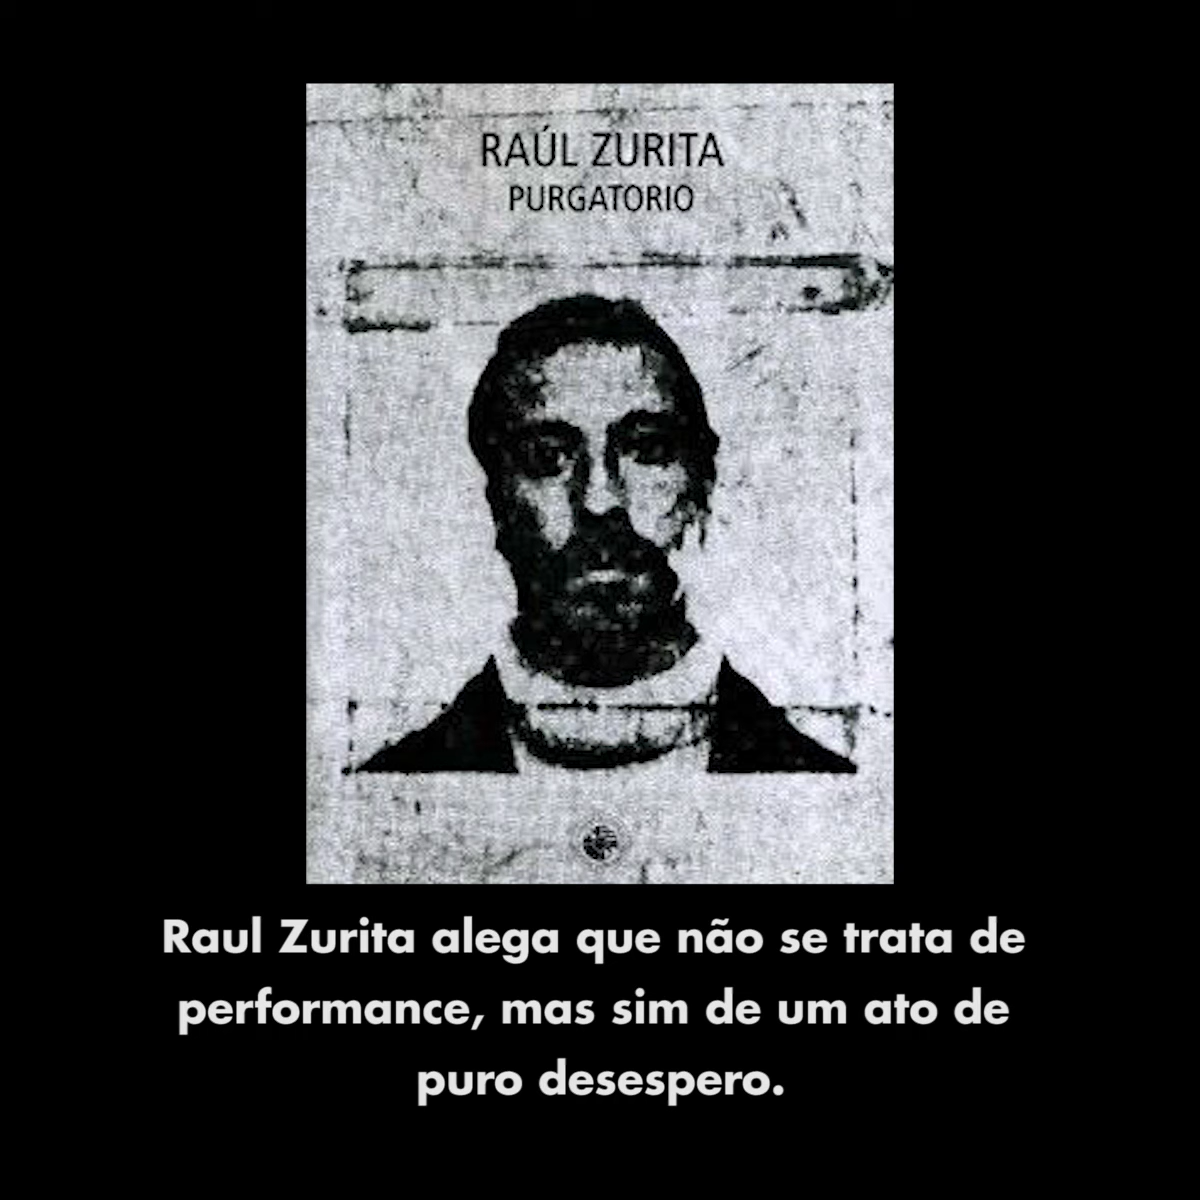 RAÚL ZURITA
PURGATORIO
Raul Zurita alega que não se trata de
performance, mas sim de um ato de
puro desespero.